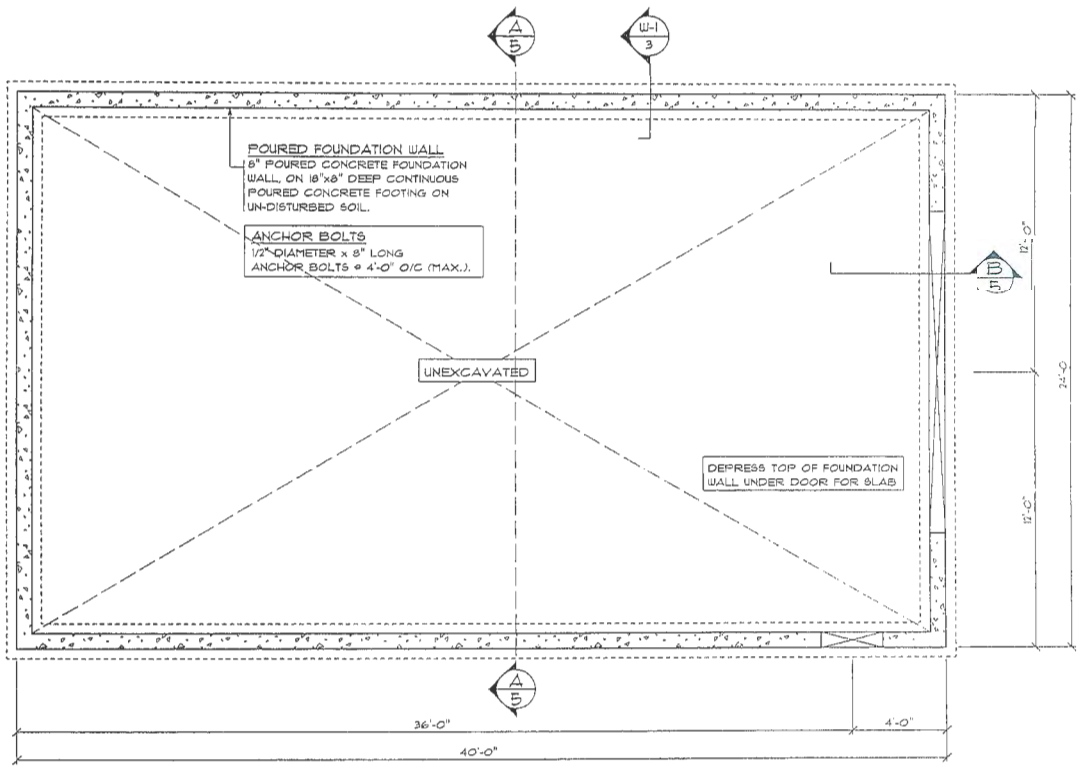 A
5
W-1
3
POURED FOUNDATION WALL
8" POURED CONCRETE FOUNDATION
WALL, ON 18"x8" DEEP CONTINUOUS
POURED CONCRETE FOOTING ON
UN-DISTURBED SOIL.
ANCHOR BOLTS
1/2" DIAMETER x 8" LONG
ANCHOR BOLTS @ 4'-0" O/C (MAX.).
12'-0"
B
5
UNEXCAVATED
24'-0
DEPRESS TOP OF FOUNDATION
WALL UNDER DOOR FOR SLAB
12'-0"
A
5
36'-0"
4'-0"
40'-0"